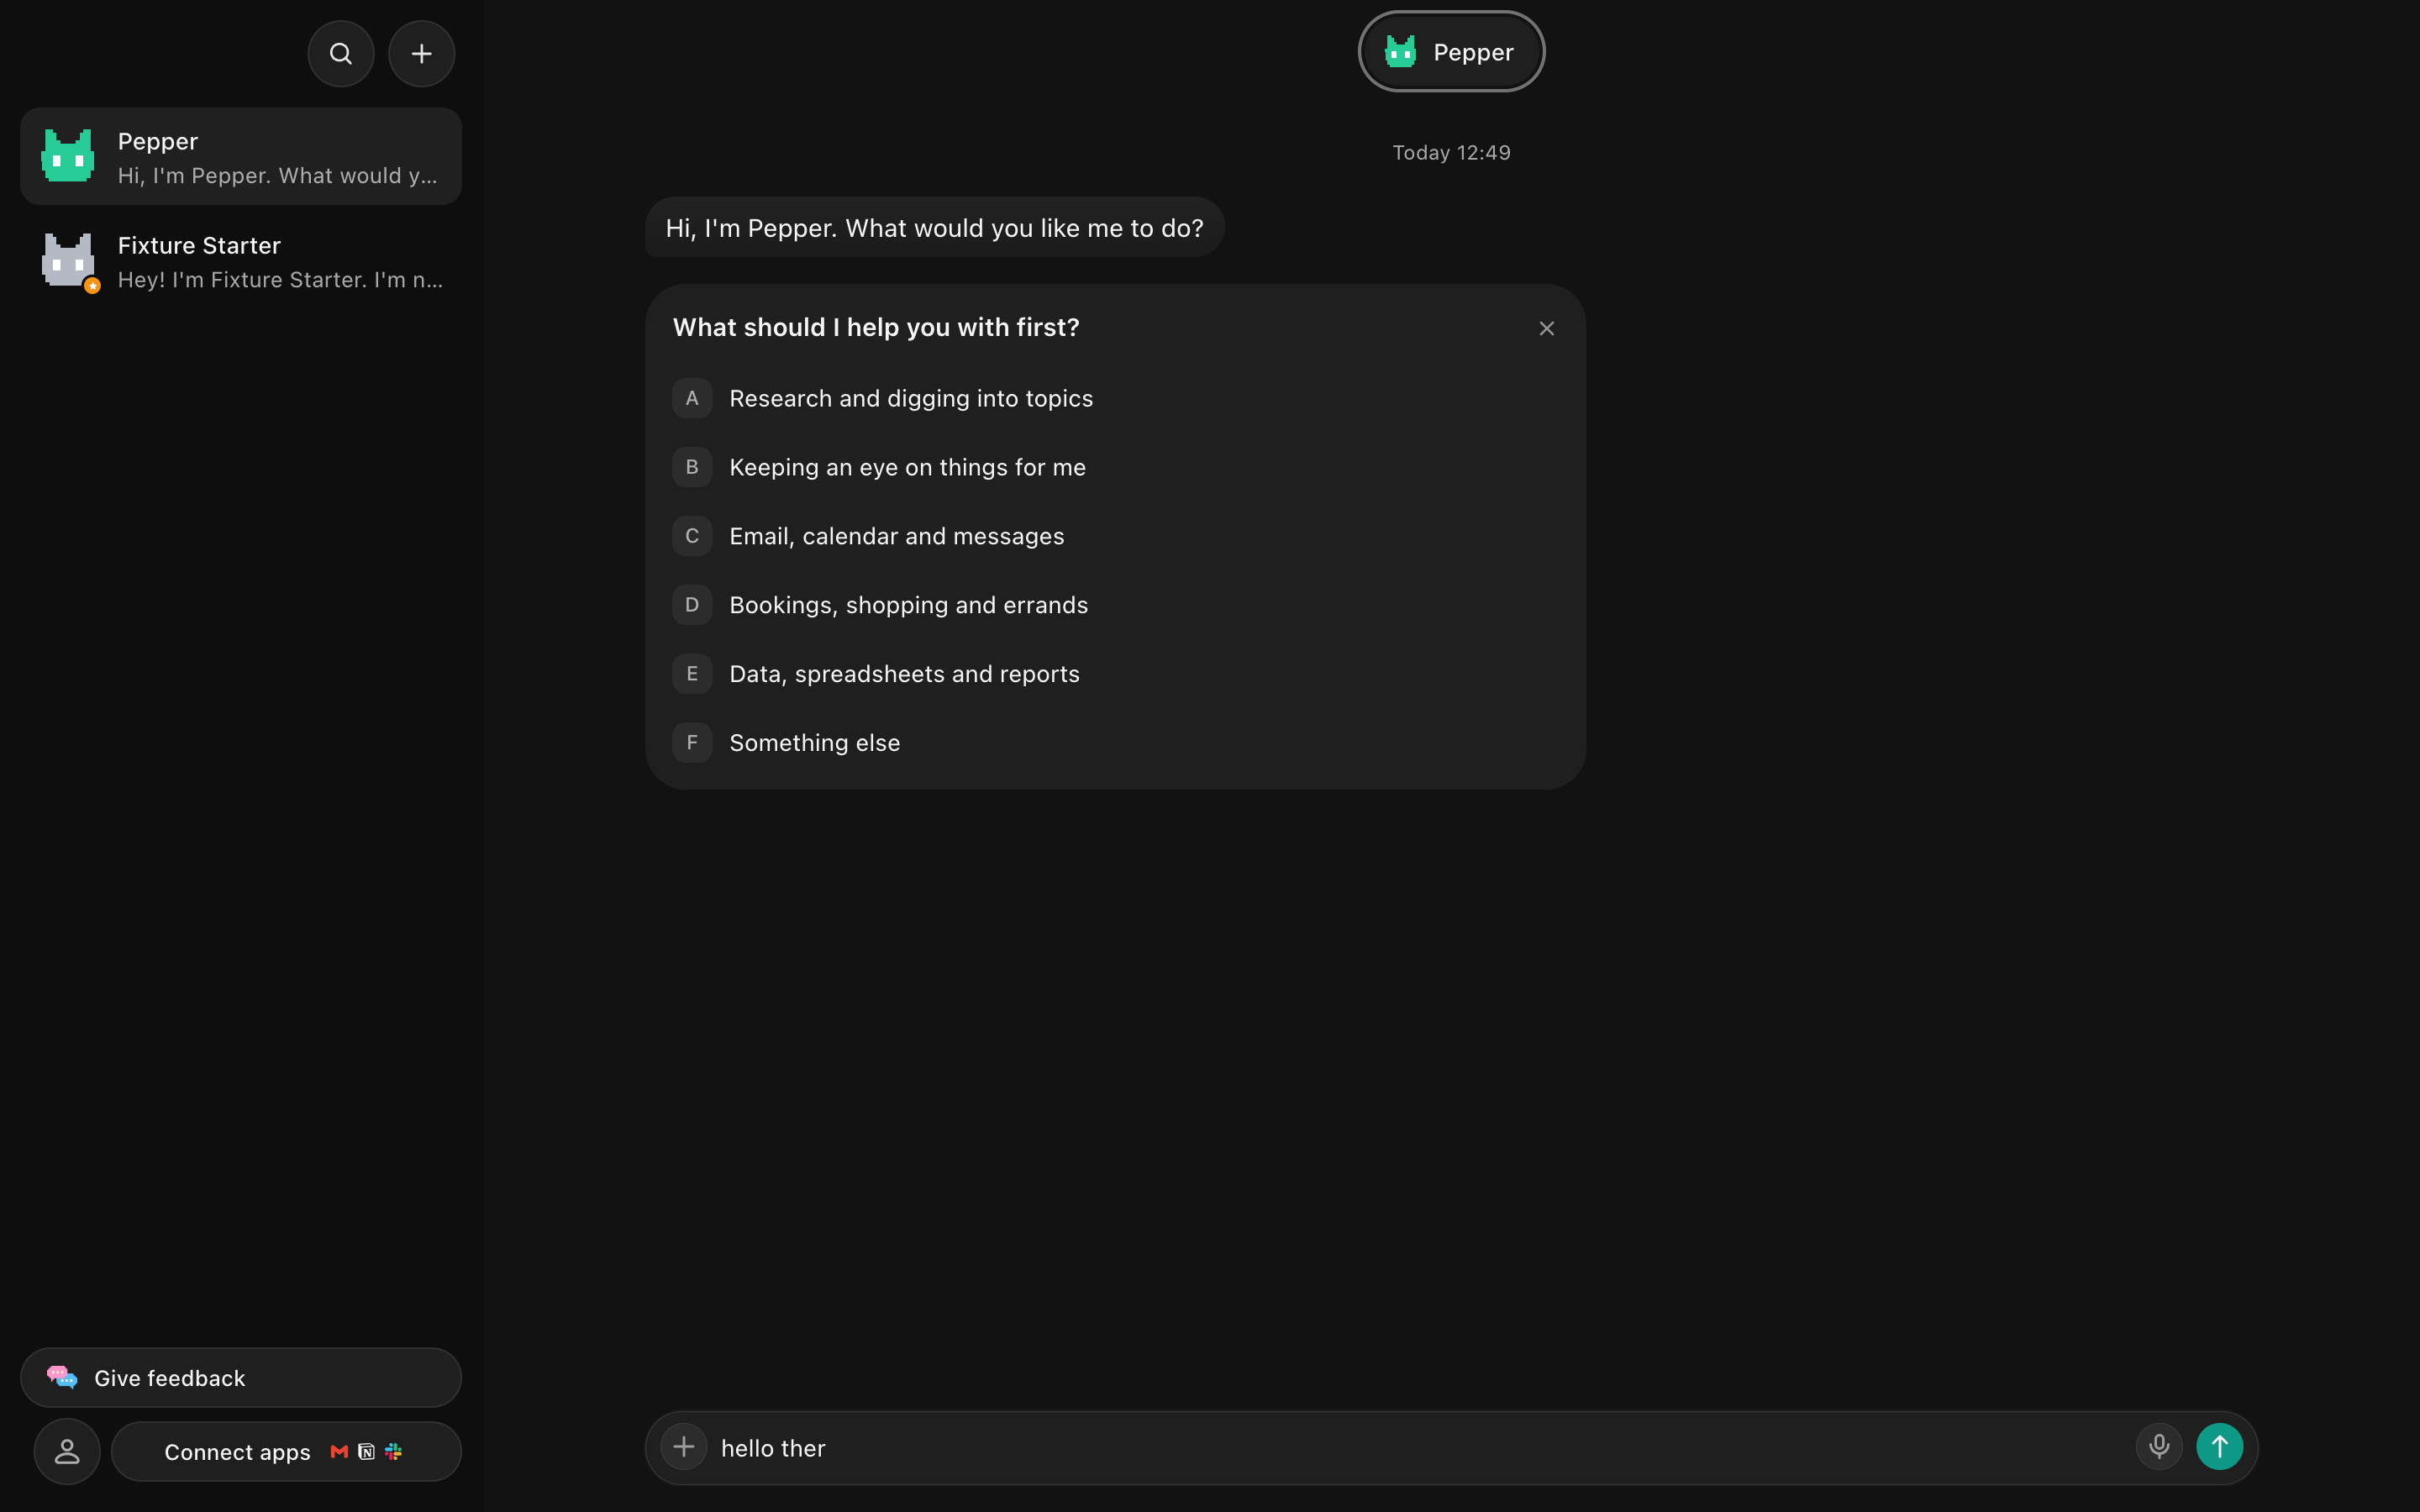 Pepper
Hi, I'm Pepper. What would y...
Fixture Starter
Hey! I'm Fixture Starter. I'm n...
Give feedback
Connect apps
Pepper
Today 12:49
Hi, I'm Pepper. What would you like me to do?
What should I help you with first?
A Research and digging into topics
B Keeping an eye on things for me
C Email, calendar and messages
D Bookings, shopping and errands
E Data, spreadsheets and reports
F Something else
hello ther